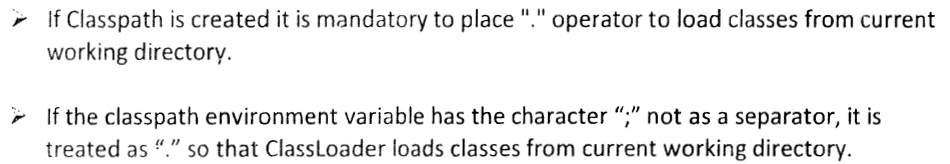 ➢ If Classpath is created it is mandatory to place "." operator to load classes from current
working directory.
➢ If the classpath environment variable has the character “;” not as a separator, it is
treated as “.” so that ClassLoader loads classes from current working directory.